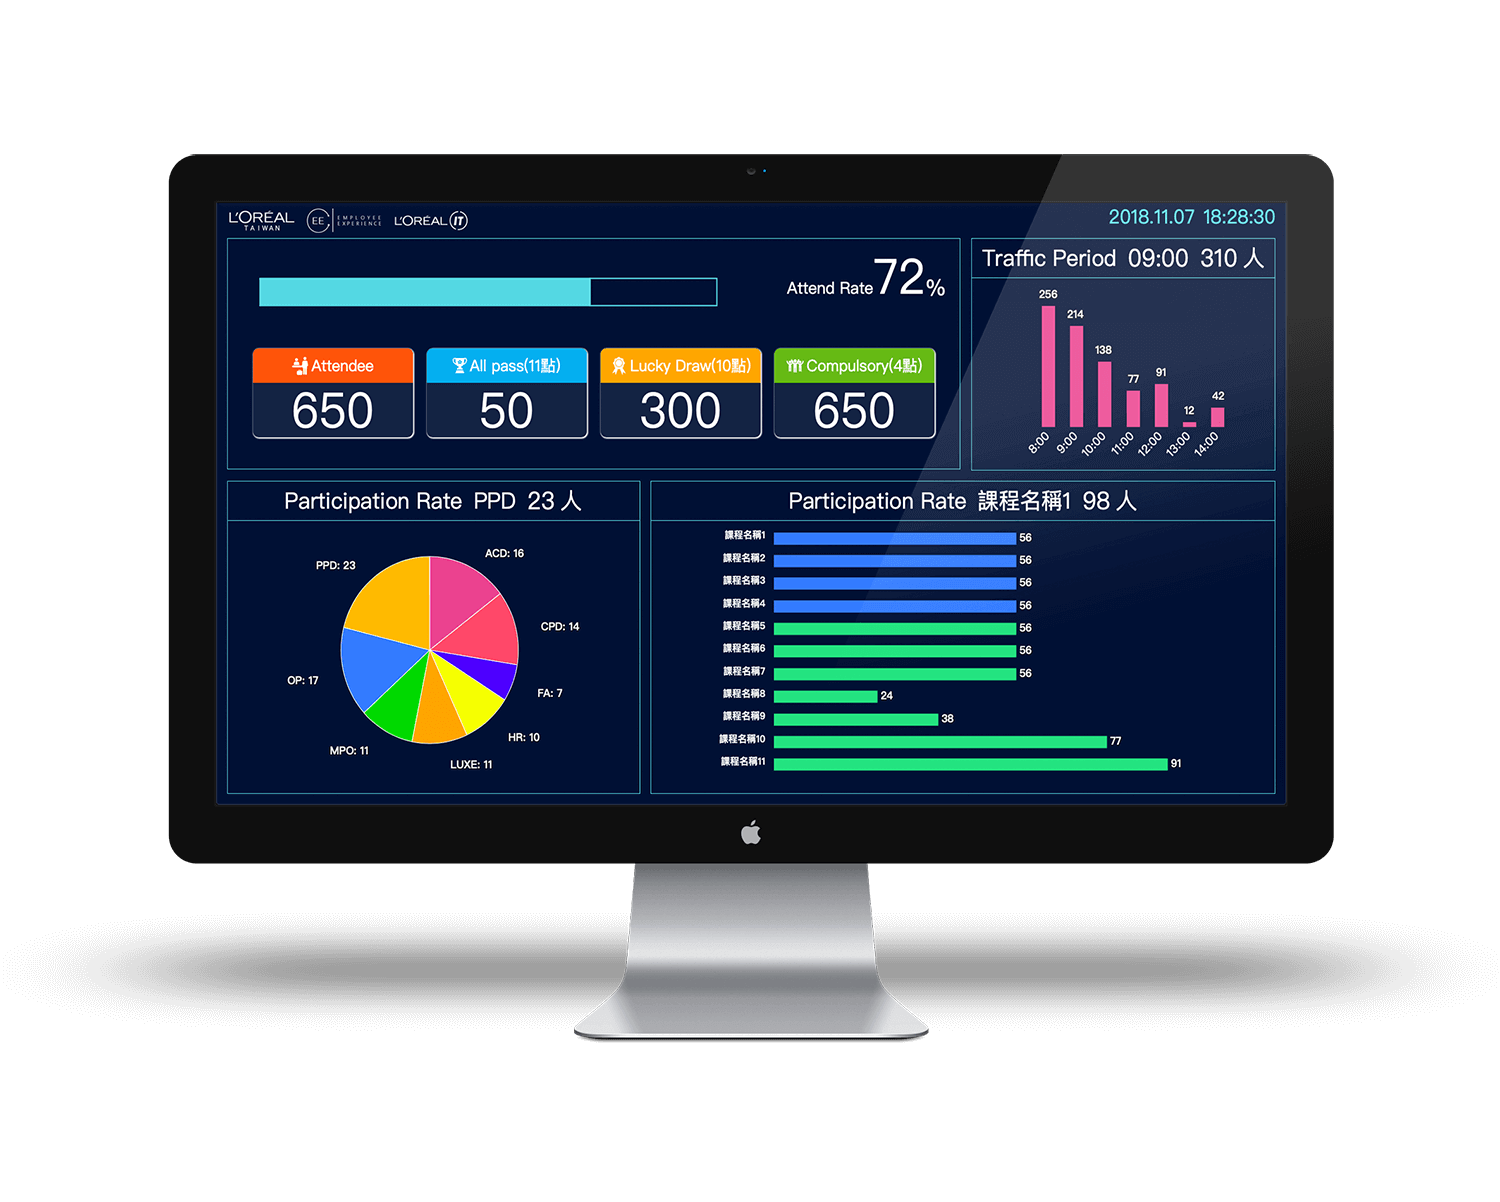 L'ORÉAL
TAIWAN
EE
EMPLOYEE
EXPERIENCE
L'ORÉAL IT
2018.11.07 18:28:30
Attend Rate 72%
Attendee
650
All pass(11點)
50
Lucky Draw(10點)
300
Compulsory(4點)
650
Traffic Period 09:00 310 人
256
214
138
77
91
12
42
8:00
9:00
10:00
11:00
12:00
13:00
14:00
Participation Rate PPD 23 人
ACD: 16
PPD: 23
CPD: 14
OP: 17
FA: 7
HR: 10
MPO: 11
LUXE: 11
Participation Rate 課程名稱1 98 人
課程名稱1 56
課程名稱2 56
課程名稱3 56
課程名稱4 56
課程名稱5 56
課程名稱6 56
課程名稱7 56
課程名稱8 24
課程名稱9 38
課程名稱10 77
課程名稱11 91